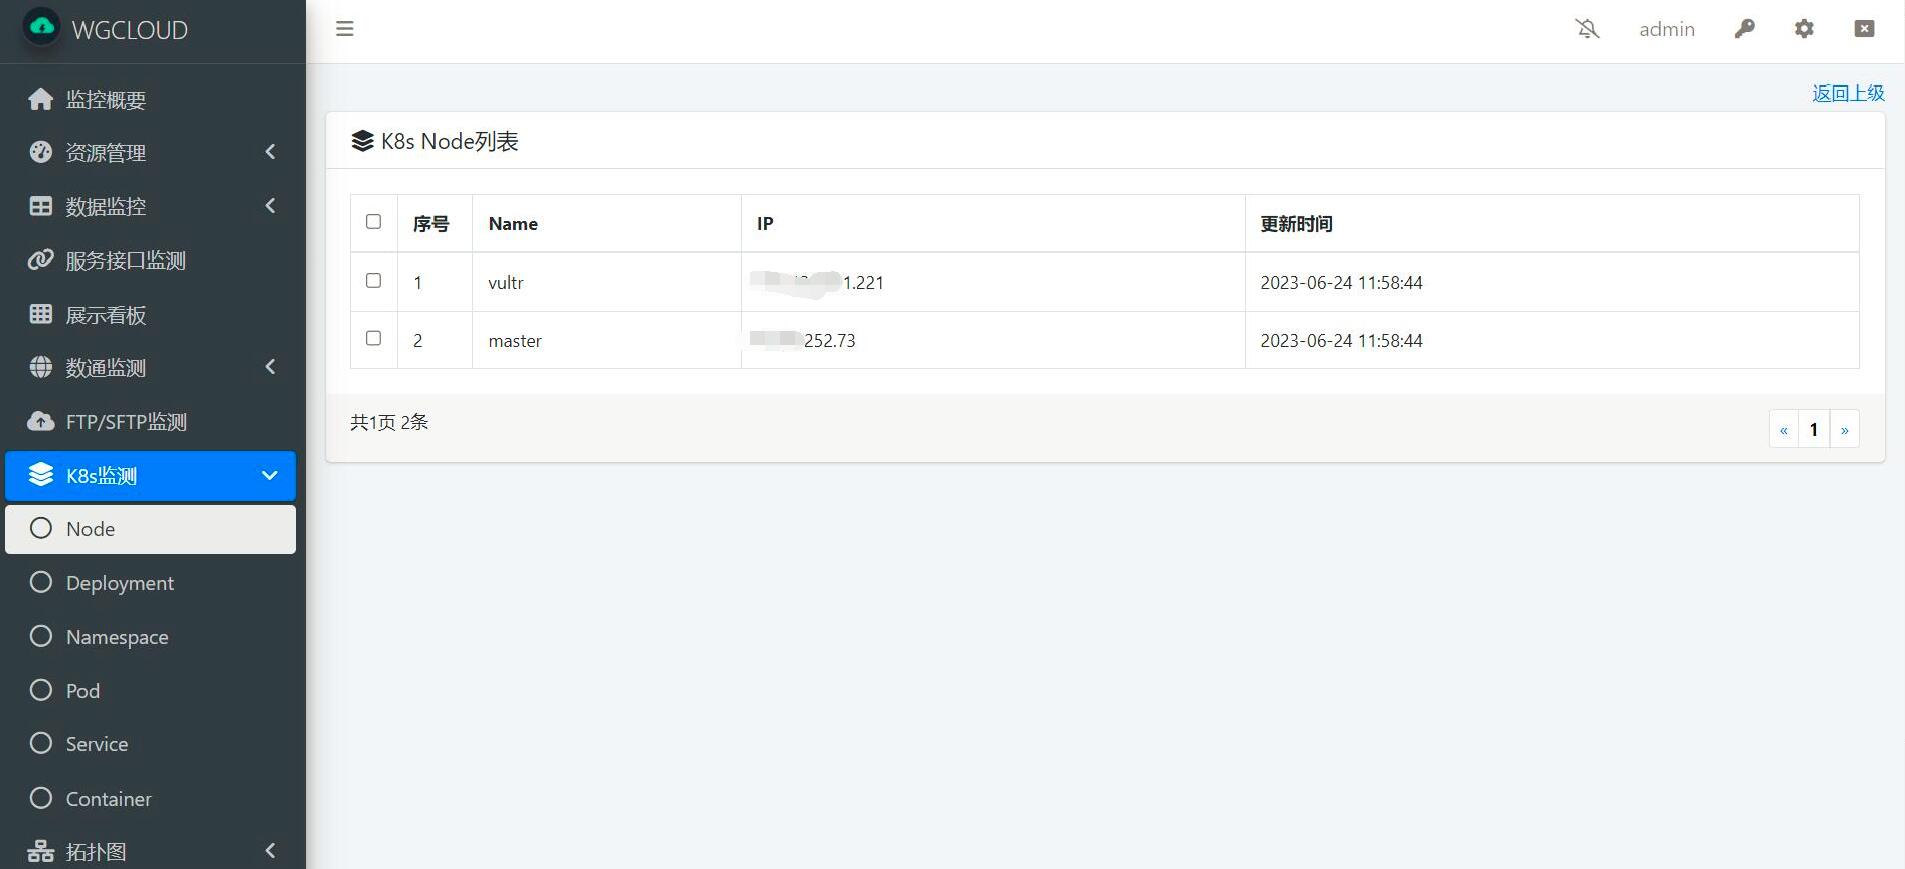 WGCLOUD
admin
返回上级
监控概要
资源管理
数据监控
服务接口监测
展示看板
数通监测
FTP/SFTP监测
K8s监测
Node
Deployment
Namespace
Pod
Service
Container
拓扑图
K8s Node列表
序号 Name IP 更新时间
1 vultr 1.221 2023-06-24 11:58:44
2 master 252.73 2023-06-24 11:58:44
共1页 2条
« 1 »